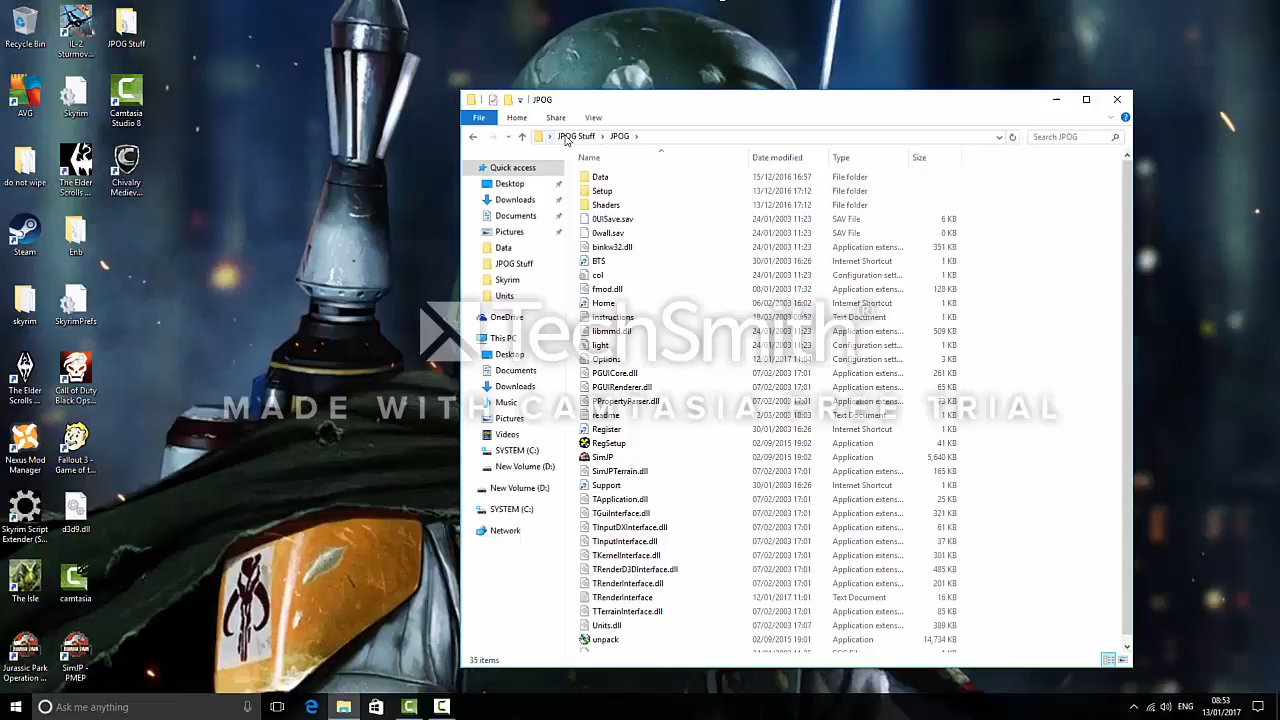 Recycle Bin
IL-2
Sturmov...
JPOG Stuff
AVG
Skyrim
Camtasia
Studio 8
do not wipe
The Elder
Scrolls ...
Chivalry
Mediev...
Steam
Enb
skyrim
SkyrimPrefs
The Elder
Scrolls ...
Call of Duty
Black Ops...
Nexus Mod
Manager
Fallout 3 -
Game of t...
Skyrim Script
Extender (S...
d3d9.dll
The Isle
camtasia
Jurassic Park
Operation ...
SimJP -
PMEP
JPOG
File Home Share View
JPOG Stuff JPOG Search JPOG
Name Date modified Type Size
Quick access
Desktop
Downloads
Documents
Pictures
Data
JPOG Stuff
Skyrim
Units
OneDrive
This PC
Desktop
Documents
Downloads
Music
Pictures
Videos
SYSTEM (C:)
New Volume (D:)
New Volume (D:)
SYSTEM (C:)
Network
Data 15/12/2016 16:57 File folder
Setup 13/12/2016 17:12 File folder
Shaders 13/12/2016 17:12 File folder
0UISave.sav 24/01/2003 11:23 SAV File 6 KB
0wall.sav 24/01/2003 11:23 SAV File 0 KB
binkw32.dll 24/01/2003 11:23 Application extens... 351 KB
BTS 30/01/2003 16:26 Internet Shortcut 1 KB
col 24/01/2003 11:23 Configuration sett... 1 KB
fmod.dll 08/01/2003 17:32 Application extens... 128 KB
Home 06/02/2003 16:02 Internet Shortcut 1 KB
instructions 18/03/2003 08:52 Text Document 1 KB
libmmd.dll 24/01/2003 11:23 Application extens... 509 KB
light 24/01/2003 11:23 Configuration sett... 1 KB
Options 12/01/2017 11:04 Configuration sett... 3 KB
PGUICore.dll 07/02/2003 17:01 Application extens... 261 KB
PGUIRenderer.dll 07/02/2003 17:01 Application extens... 65 KB
PPropertyParser.dll 07/02/2003 17:01 Application extens... 73 KB
readme 12/03/2003 18:03 Text Document 1 KB
Register 30/01/2003 16:26 Internet Shortcut 1 KB
RegSetup 02/09/2015 19:02 Application 41 KB
SimJP 02/09/2015 19:02 Application 5,640 KB
SimJPTerrain.dll 07/02/2003 17:01 Application extens... 165 KB
Support 30/01/2003 16:26 Internet Shortcut 1 KB
TApplication.dll 07/02/2003 17:01 Application extens... 25 KB
TGuiInterface.dll 07/02/2003 17:01 Application extens... 321 KB
TInputDXInterface.dll 07/02/2003 17:01 Application extens... 61 KB
TInputInterface.dll 07/02/2003 17:01 Application extens... 37 KB
TKernelInterface.dll 07/02/2003 17:01 Application extens... 301 KB
TRenderD3DInterface.dll 07/02/2003 17:01 Application extens... 485 KB
TRenderInterface.dll 07/02/2003 17:01 Application extens... 201 KB
TRenderInterface 12/01/2017 11:01 Text Document 16 KB
TTerrainInterface.dll 07/02/2003 17:01 Application extens... 85 KB
Units.dll 07/02/2003 17:07 Application extens... 389 KB
unpack 02/09/2015 19:01 Application 14,734 KB
35 items
TechSmith®
MADE WITH CAMTASIA FREE TRIAL
Ask me anything
ENG
08:53
13/01/2017